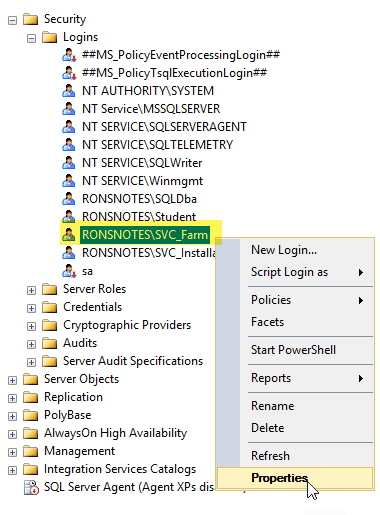 Security
Logins
##MS_PolicyEventProcessingLogin##
##MS_PolicyTsqlExecutionLogin##
NT AUTHORITY\SYSTEM
NT Service\MSSQLSERVER
NT SERVICE\SQLSERVERAGENT
NT SERVICE\SQLTELEMETRY
NT SERVICE\SQLWriter
NT SERVICE\Winmgmt
RONSNOTES\SQLDba
RONSNOTES\Student
RONSNOTES\SVC_Farm
RONSNOTES\SVC_Installa
sa
Server Roles
Credentials
Cryptographic Providers
Audits
Server Audit Specifications
Server Objects
Replication
PolyBase
AlwaysOn High Availability
Management
Integration Services Catalogs
SQL Server Agent (Agent XPs dis
New Login...
Script Login as
Policies
Facets
Start PowerShell
Reports
Rename
Delete
Refresh
Properties